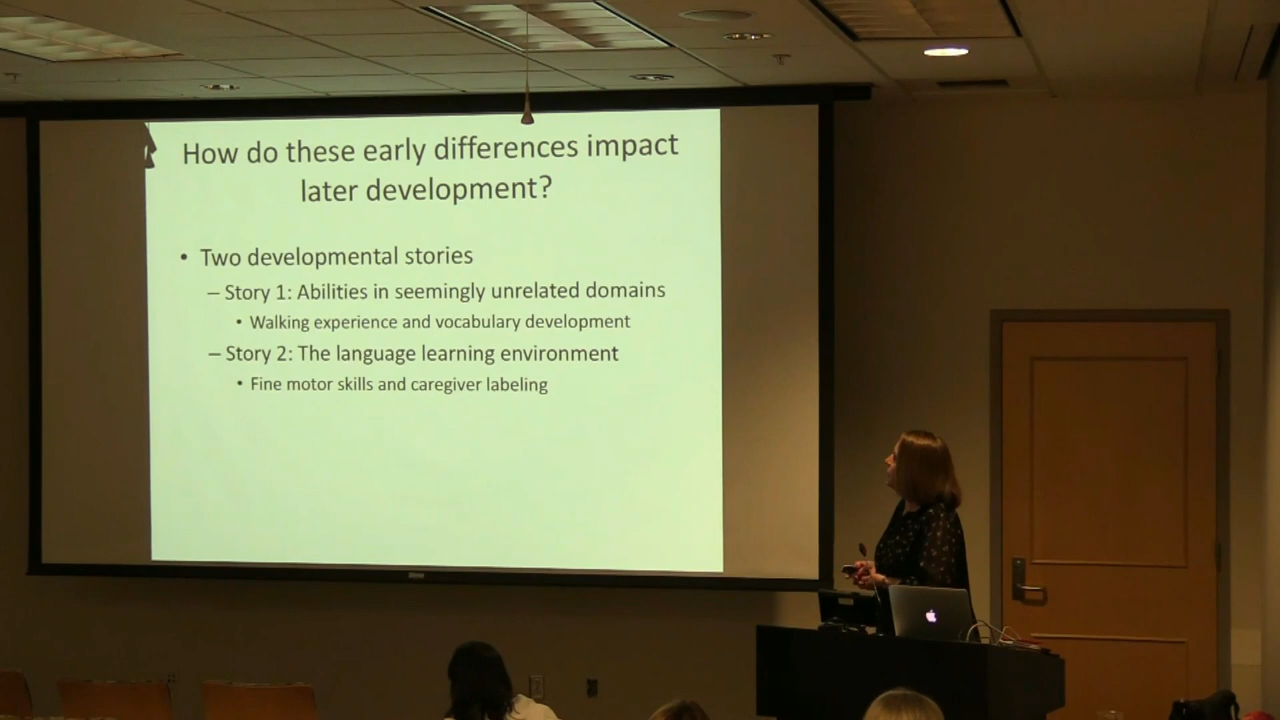 How do these early differences impact
later development?
• Two developmental stories
– Story 1: Abilities in seemingly unrelated domains
• Walking experience and vocabulary development
– Story 2: The language learning environment
• Fine motor skills and caregiver labeling